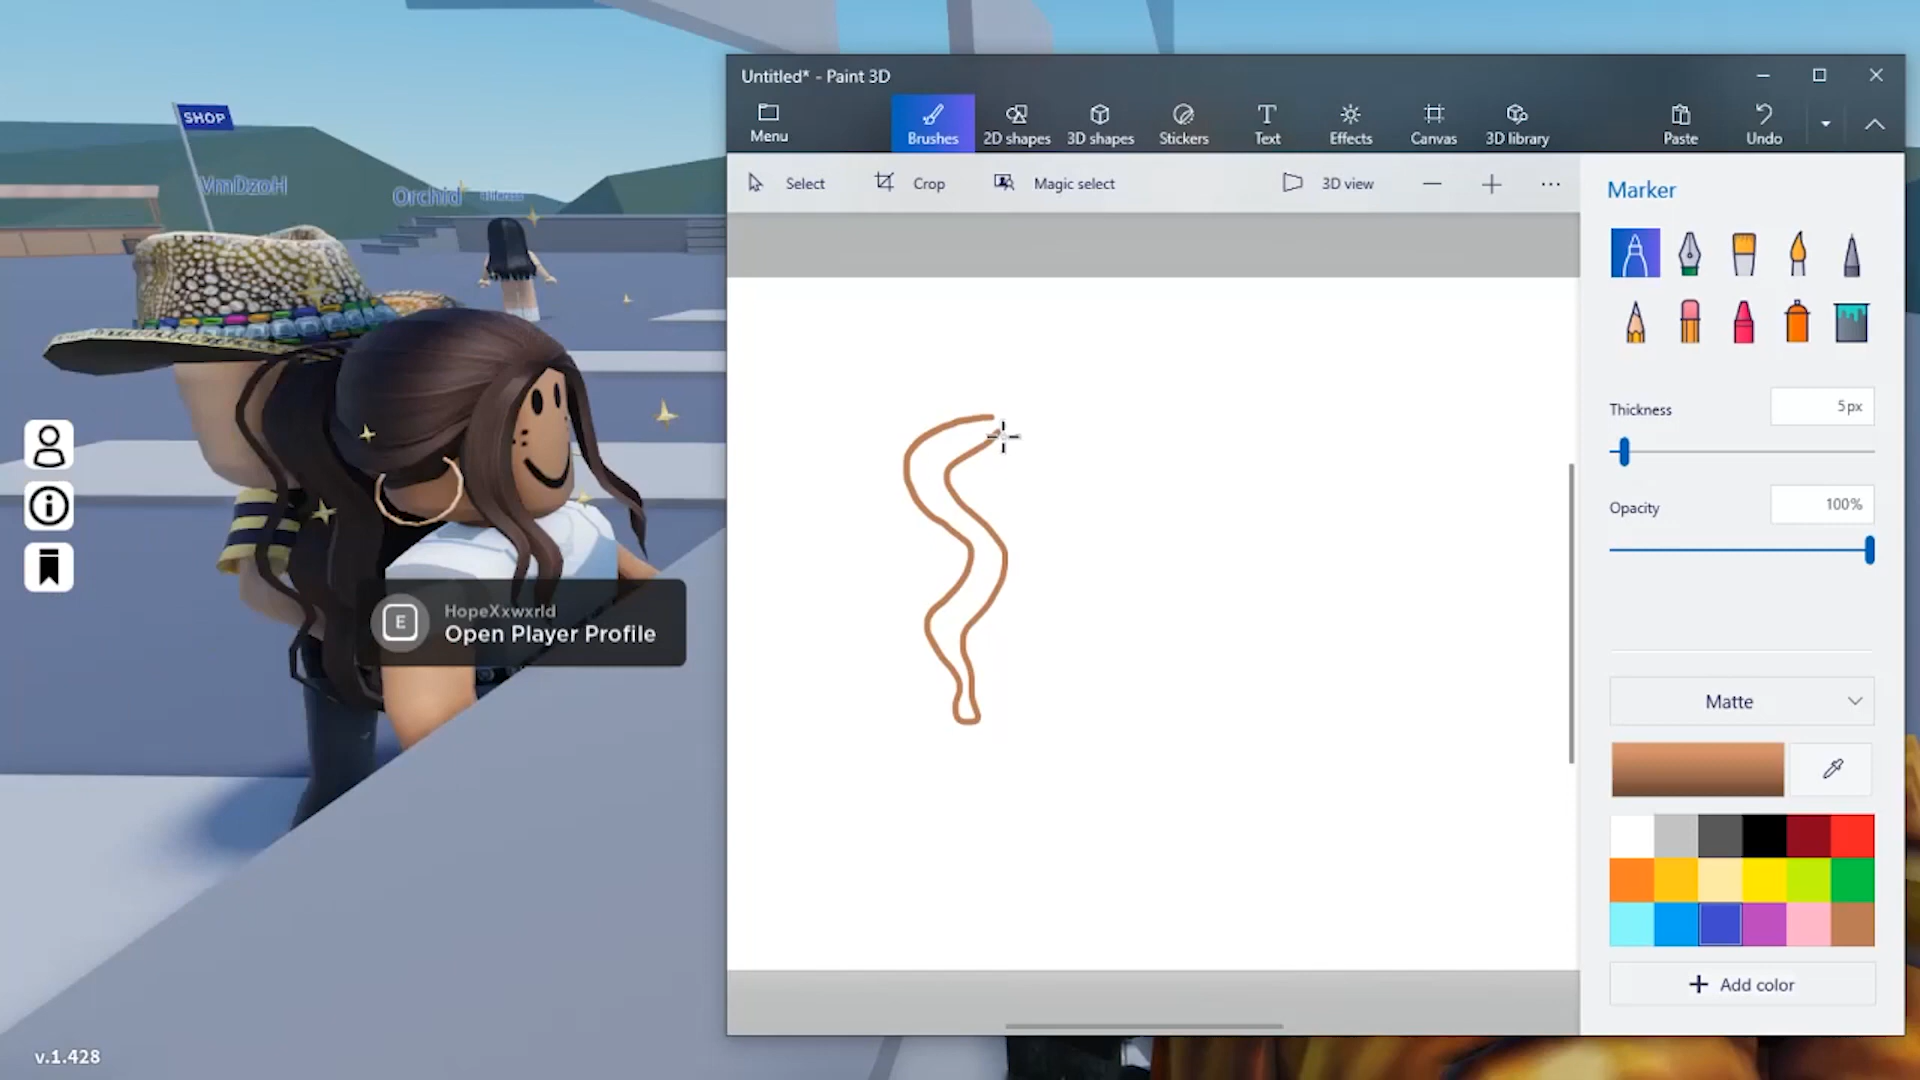 SHOP
VmDzoH
Orchid
HopeXxwxrld
E
Open Player Profile
v.1.428
Untitled* - Paint 3D
Menu
Brushes
2D shapes
3D shapes
Stickers
Text
Effects
Canvas
3D library
Paste
Undo
Select
Crop
Magic select
3D view
Marker
Thickness
5px
Opacity
100%
Matte
Add color